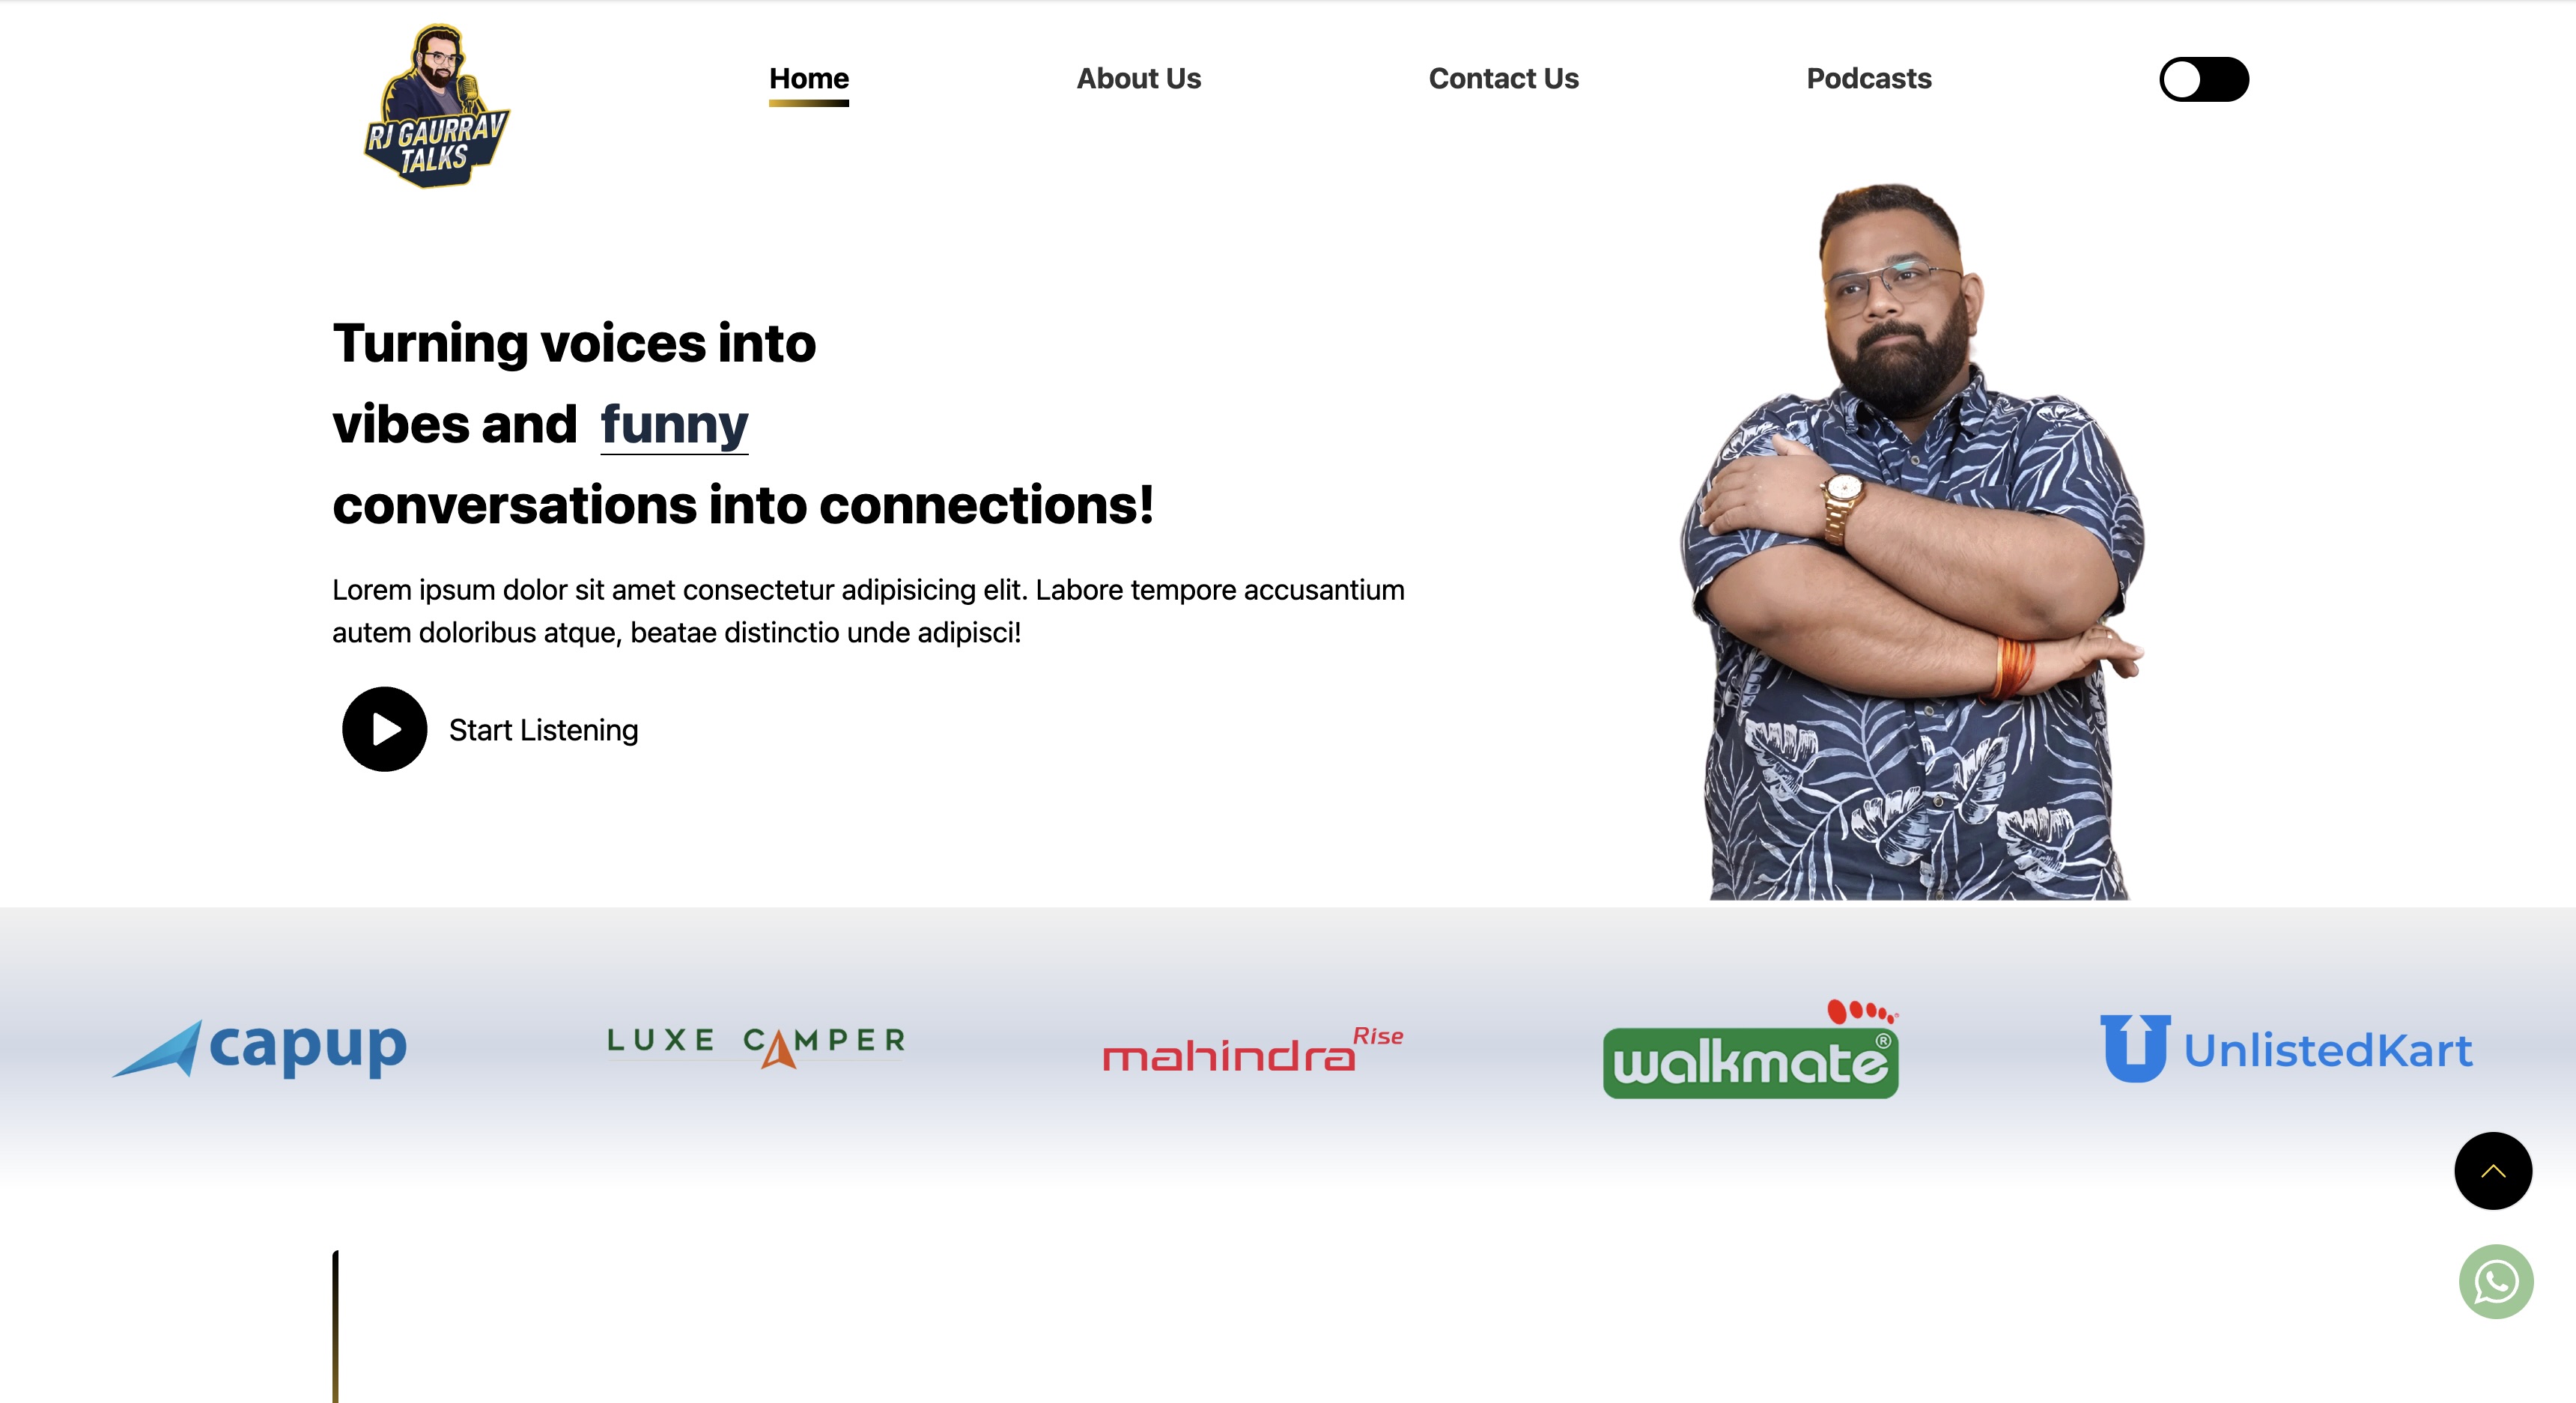 RJ GAURRAV
TALKS
Home
About Us
Contact Us
Podcasts
Turning voices into
vibes and funny
conversations into connections!
Lorem ipsum dolor sit amet consectetur adipisicing elit. Labore tempore accusantium
autem doloribus atque, beatae distinctio unde adipisci!
Start Listening
capup
LUXE CAMPER
mahindra Rise
walkmate®
UnlistedKart